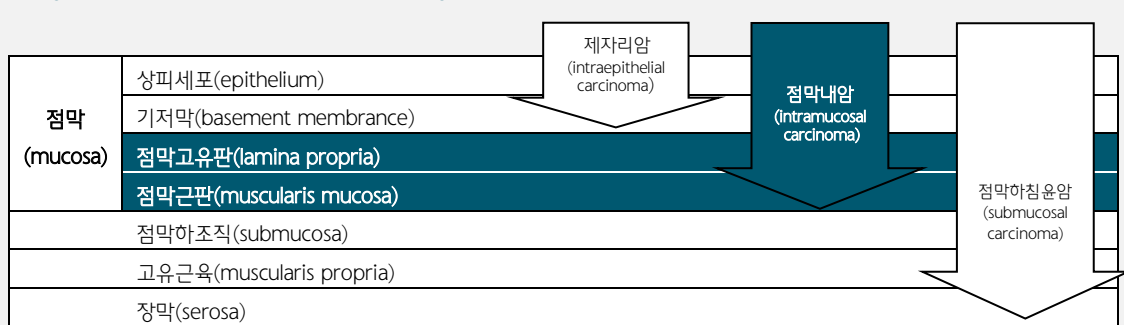 제자리암
(intraepithelial
carcinoma)
점막내암
(intramucosal
carcinoma)
점막하침윤암
(submucosal
carcinoma)
점막
(mucosa)
상피세포(epithelium)
기저막(basement membrance)
점막고유판(lamina propria)
점막근판(muscularis mucosa)
점막하조직(submucosa)
고유근육(muscularis propria)
장막(serosa)